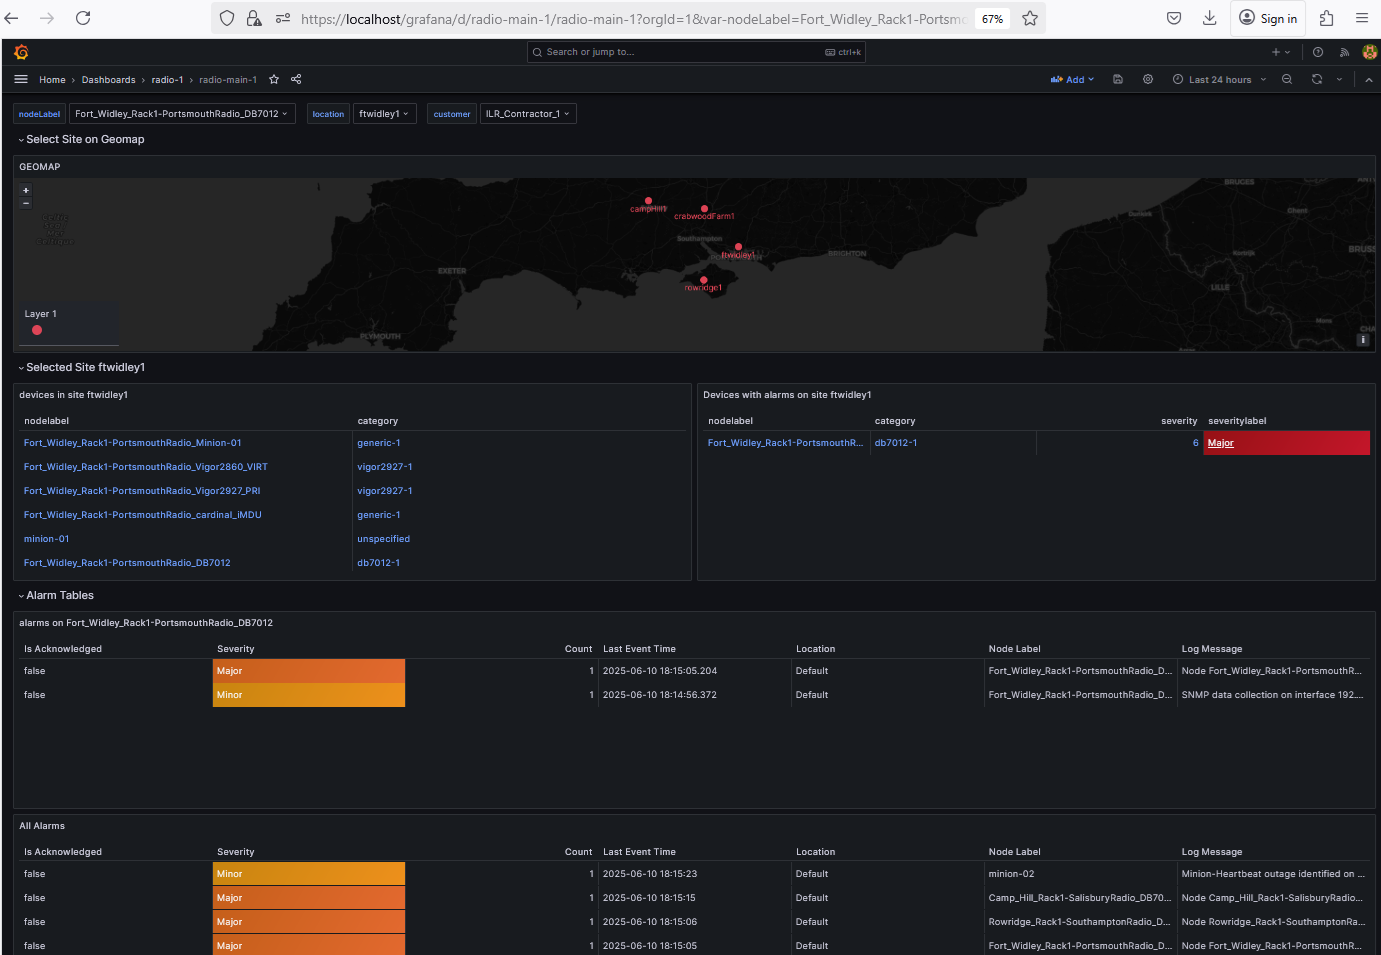 https://localhost/grafana/d/radio-main-1/radio-main-1?orgId=1&var-nodeLabel=Fort_Widley_Rack1-Portsm
67%
Sign in
Search or jump to...
ctrl+k
Home › Dashboards › radio-1 › radio-main-1
Add
Last 24 hours
nodeLabel Fort_Widley_Rack1-PortsmouthRadio_DB7012 location ftwidley1 customer ILR_Contractor_1
Select Site on Geomap
GEOMAP
+
−
campHill1
crabwoodFarm1
Southampton
ftwidley1
rowridge1
EXETER
PLYMOUTH
BRIGHTON
BRUGES
Ghent
Kortrijk
LILLE
Mons
Layer 1
i
Selected Site ftwidley1
devices in site ftwidley1
nodelabel category
Fort_Widley_Rack1-PortsmouthRadio_Minion-01 generic-1
Fort_Widley_Rack1-PortsmouthRadio_Vigor2860_VIRT vigor2927-1
Fort_Widley_Rack1-PortsmouthRadio_Vigor2927_PRI vigor2927-1
Fort_Widley_Rack1-PortsmouthRadio_cardinal_iMDU generic-1
minion-01 unspecified
Fort_Widley_Rack1-PortsmouthRadio_DB7012 db7012-1
Devices with alarms on site ftwidley1
nodelabel category severity severitylabel
Fort_Widley_Rack1-PortsmouthR... db7012-1 6 Major
Alarm Tables
alarms on Fort_Widley_Rack1-PortsmouthRadio_DB7012
Is Acknowledged Severity Count Last Event Time Location Node Label Log Message
false Major 1 2025-06-10 18:15:05.204 Default Fort_Widley_Rack1-PortsmouthRadio_D... Node Fort_Widley_Rack1-PortsmouthR...
false Minor 1 2025-06-10 18:14:56.372 Default Fort_Widley_Rack1-PortsmouthRadio_D... SNMP data collection on interface 192....
All Alarms
Is Acknowledged Severity Count Last Event Time Location Node Label Log Message
false Minor 1 2025-06-10 18:15:23 Default minion-02 Minion-Heartbeat outage identified on ...
false Major 1 2025-06-10 18:15:15 Default Camp_Hill_Rack1-SalisburyRadio_DB70... Node Camp_Hill_Rack1-SalisburyRadio...
false Major 1 2025-06-10 18:15:06 Default Rowridge_Rack1-SouthamptonRadio_D... Node Rowridge_Rack1-SouthamptonRa...
false Major 1 2025-06-10 18:15:05 Default Fort_Widley_Rack1-PortsmouthRadio_D... Node Fort_Widley_Rack1-PortsmouthR...